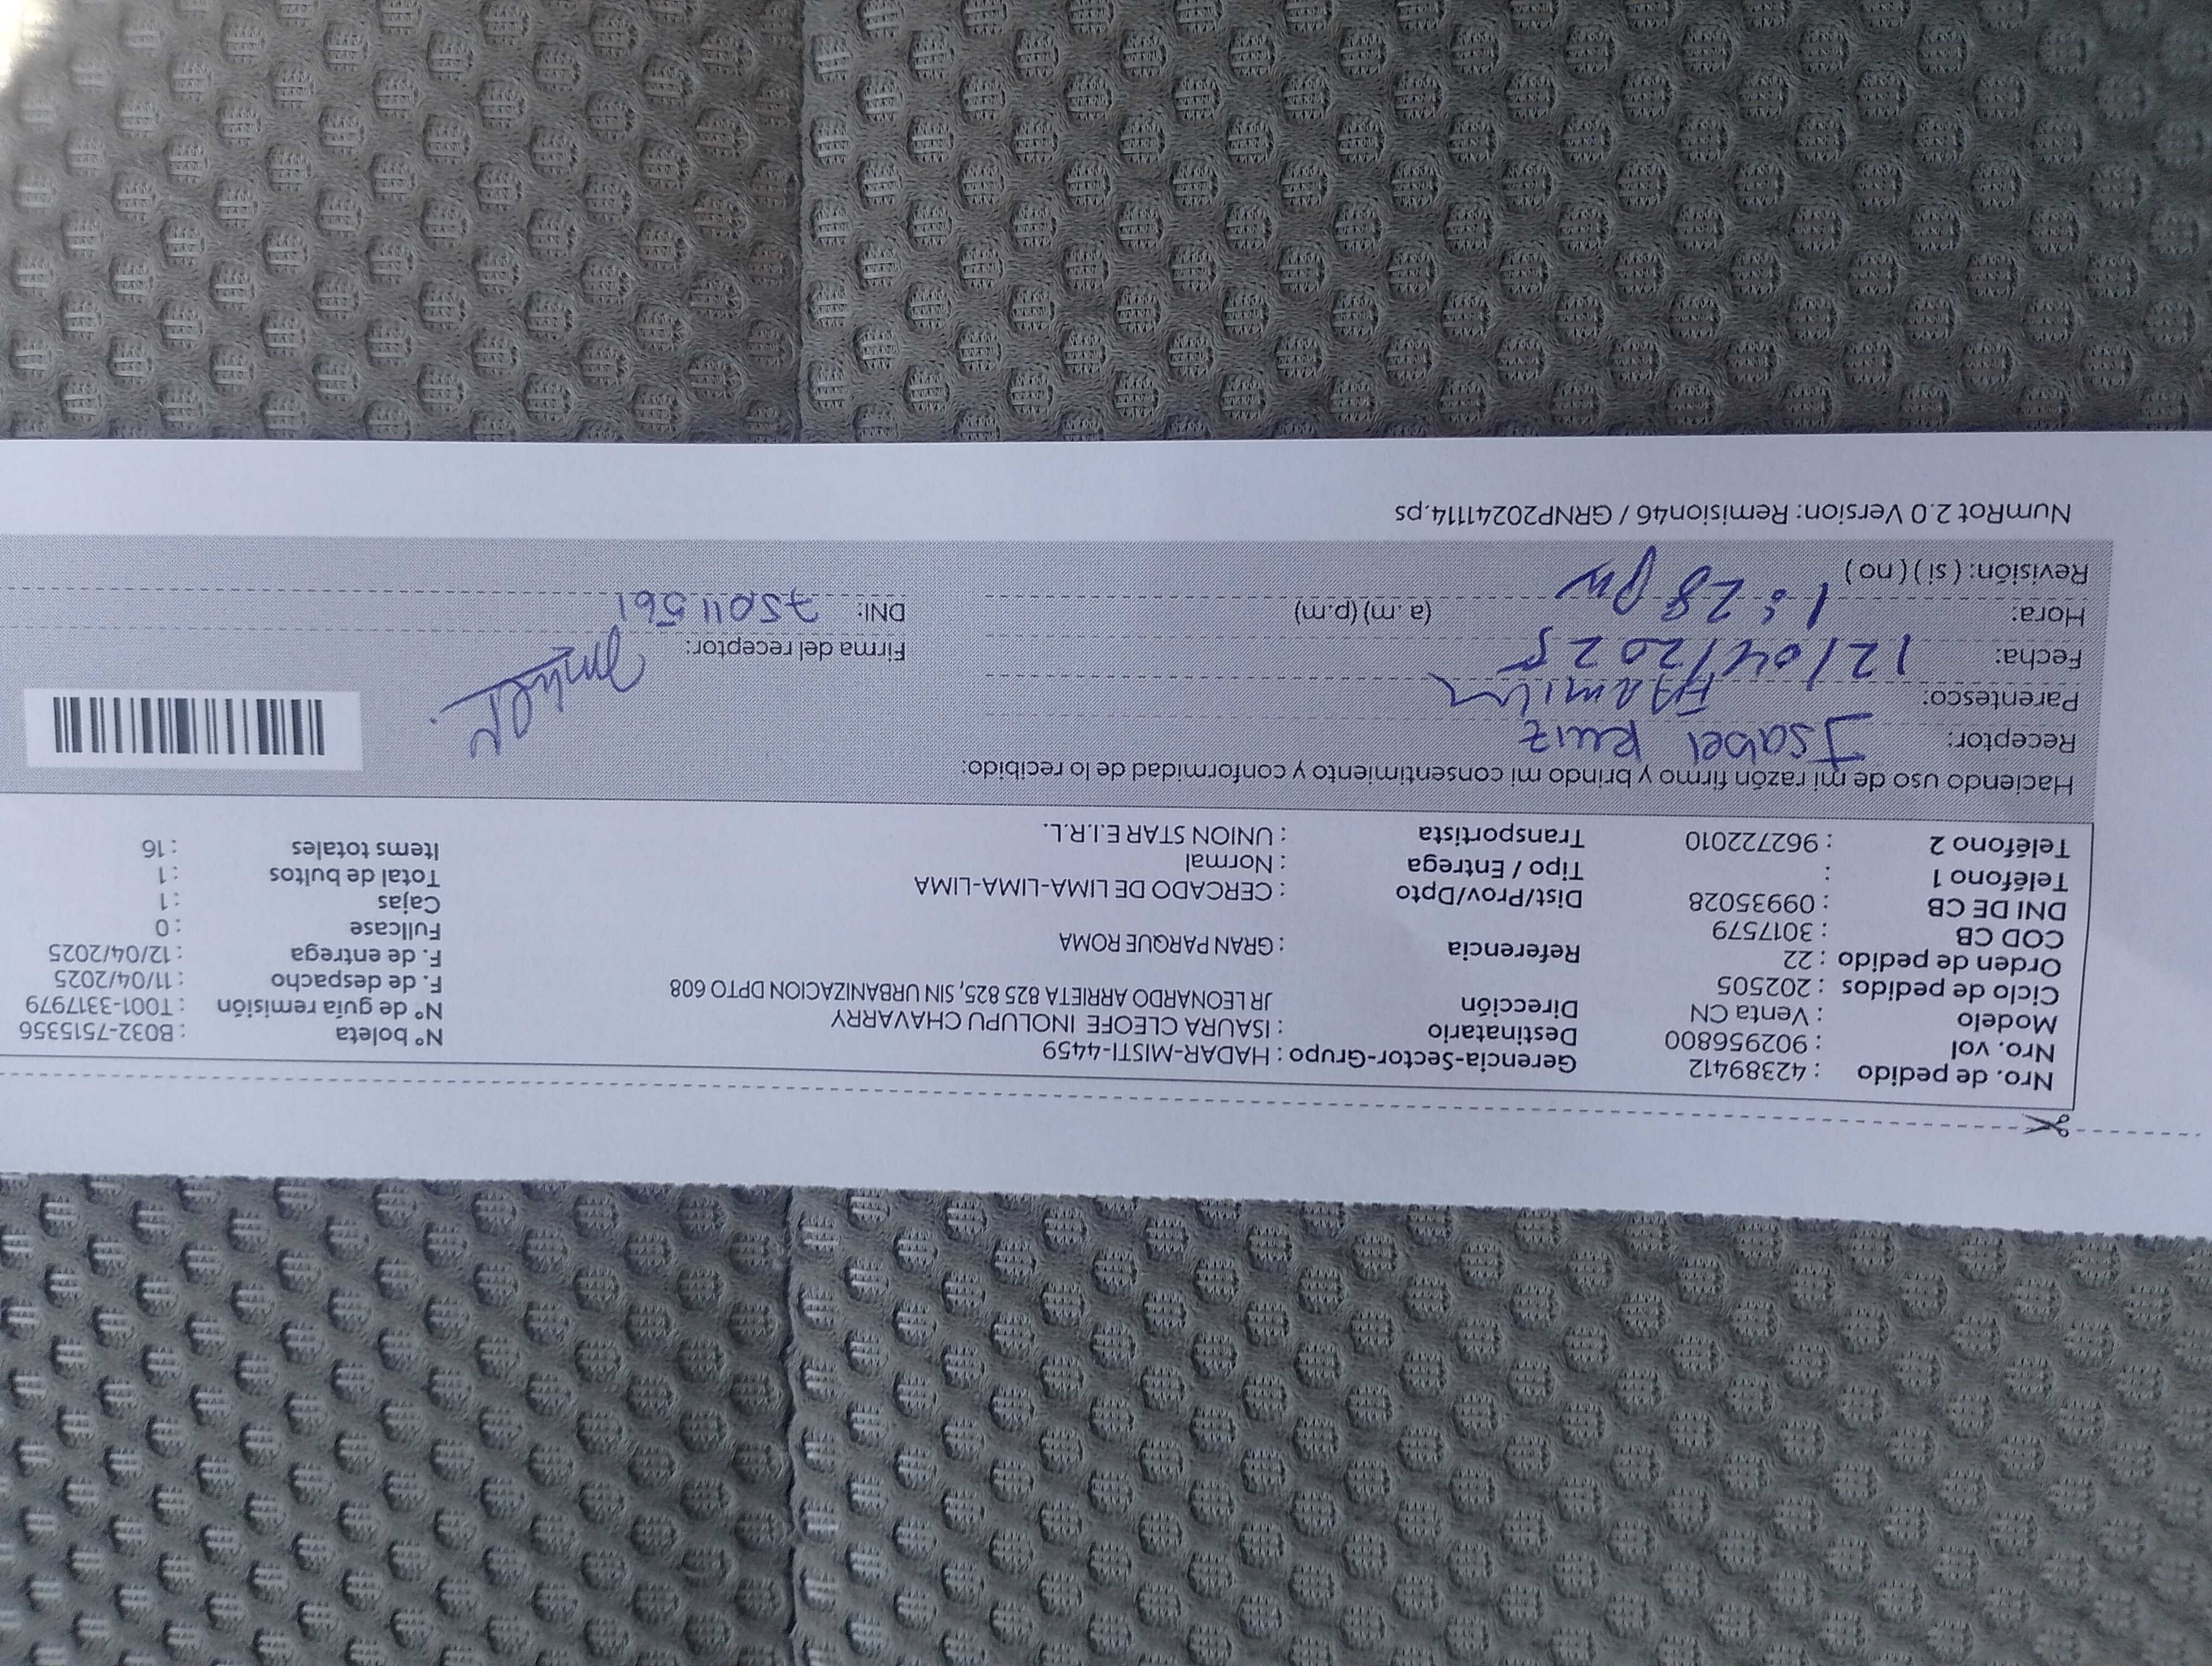 Nro. de pedido : 42389412 Gerencia-Sector-Grupo : HADAR-MISTI-4459
Nro. vol : 902956800 Destinatario : ISAURA CLEOFE INOLUPU CHAVARRY Nº boleta : B032-7515356
Modelo : Venta CN Dirección JR LEONARDO ARRIETA 825 825, SIN URBANIZACION DPTO 608 Nº de guía remisión : T001-3317979
Ciclo de pedidos : 202505 F. de despacho : 11/04/2025
Orden de pedido : 22 Referencia : GRAN PARQUE ROMA F. de entrega : 12/04/2025
COD CB : 3017579 Fullcase : 0
DNI DE CB : 09935028 Dist/Prov/Dpto : CERCADO DE LIMA-LIMA-LIMA Cajas : 1
Teléfono 1 : Tipo / Entrega : Normal Total de bultos : 1
Teléfono 2 : 962722010 Transportista : UNION STAR E.I.R.L. Items totales : 16
Haciendo uso de mi razón firmo y brindo mi consentimiento y conformidad de lo recibido:
Receptor: Isabel Ruiz
Parentesco:
Fecha: 12/04/2025 Firma del receptor:
Hora: 1:28 pm (a.m) (p.m) DNI: 75011561
Revisión: ( si ) ( no )
NumRot 2.0 Version: Remision46 / GRNP20241114.ps